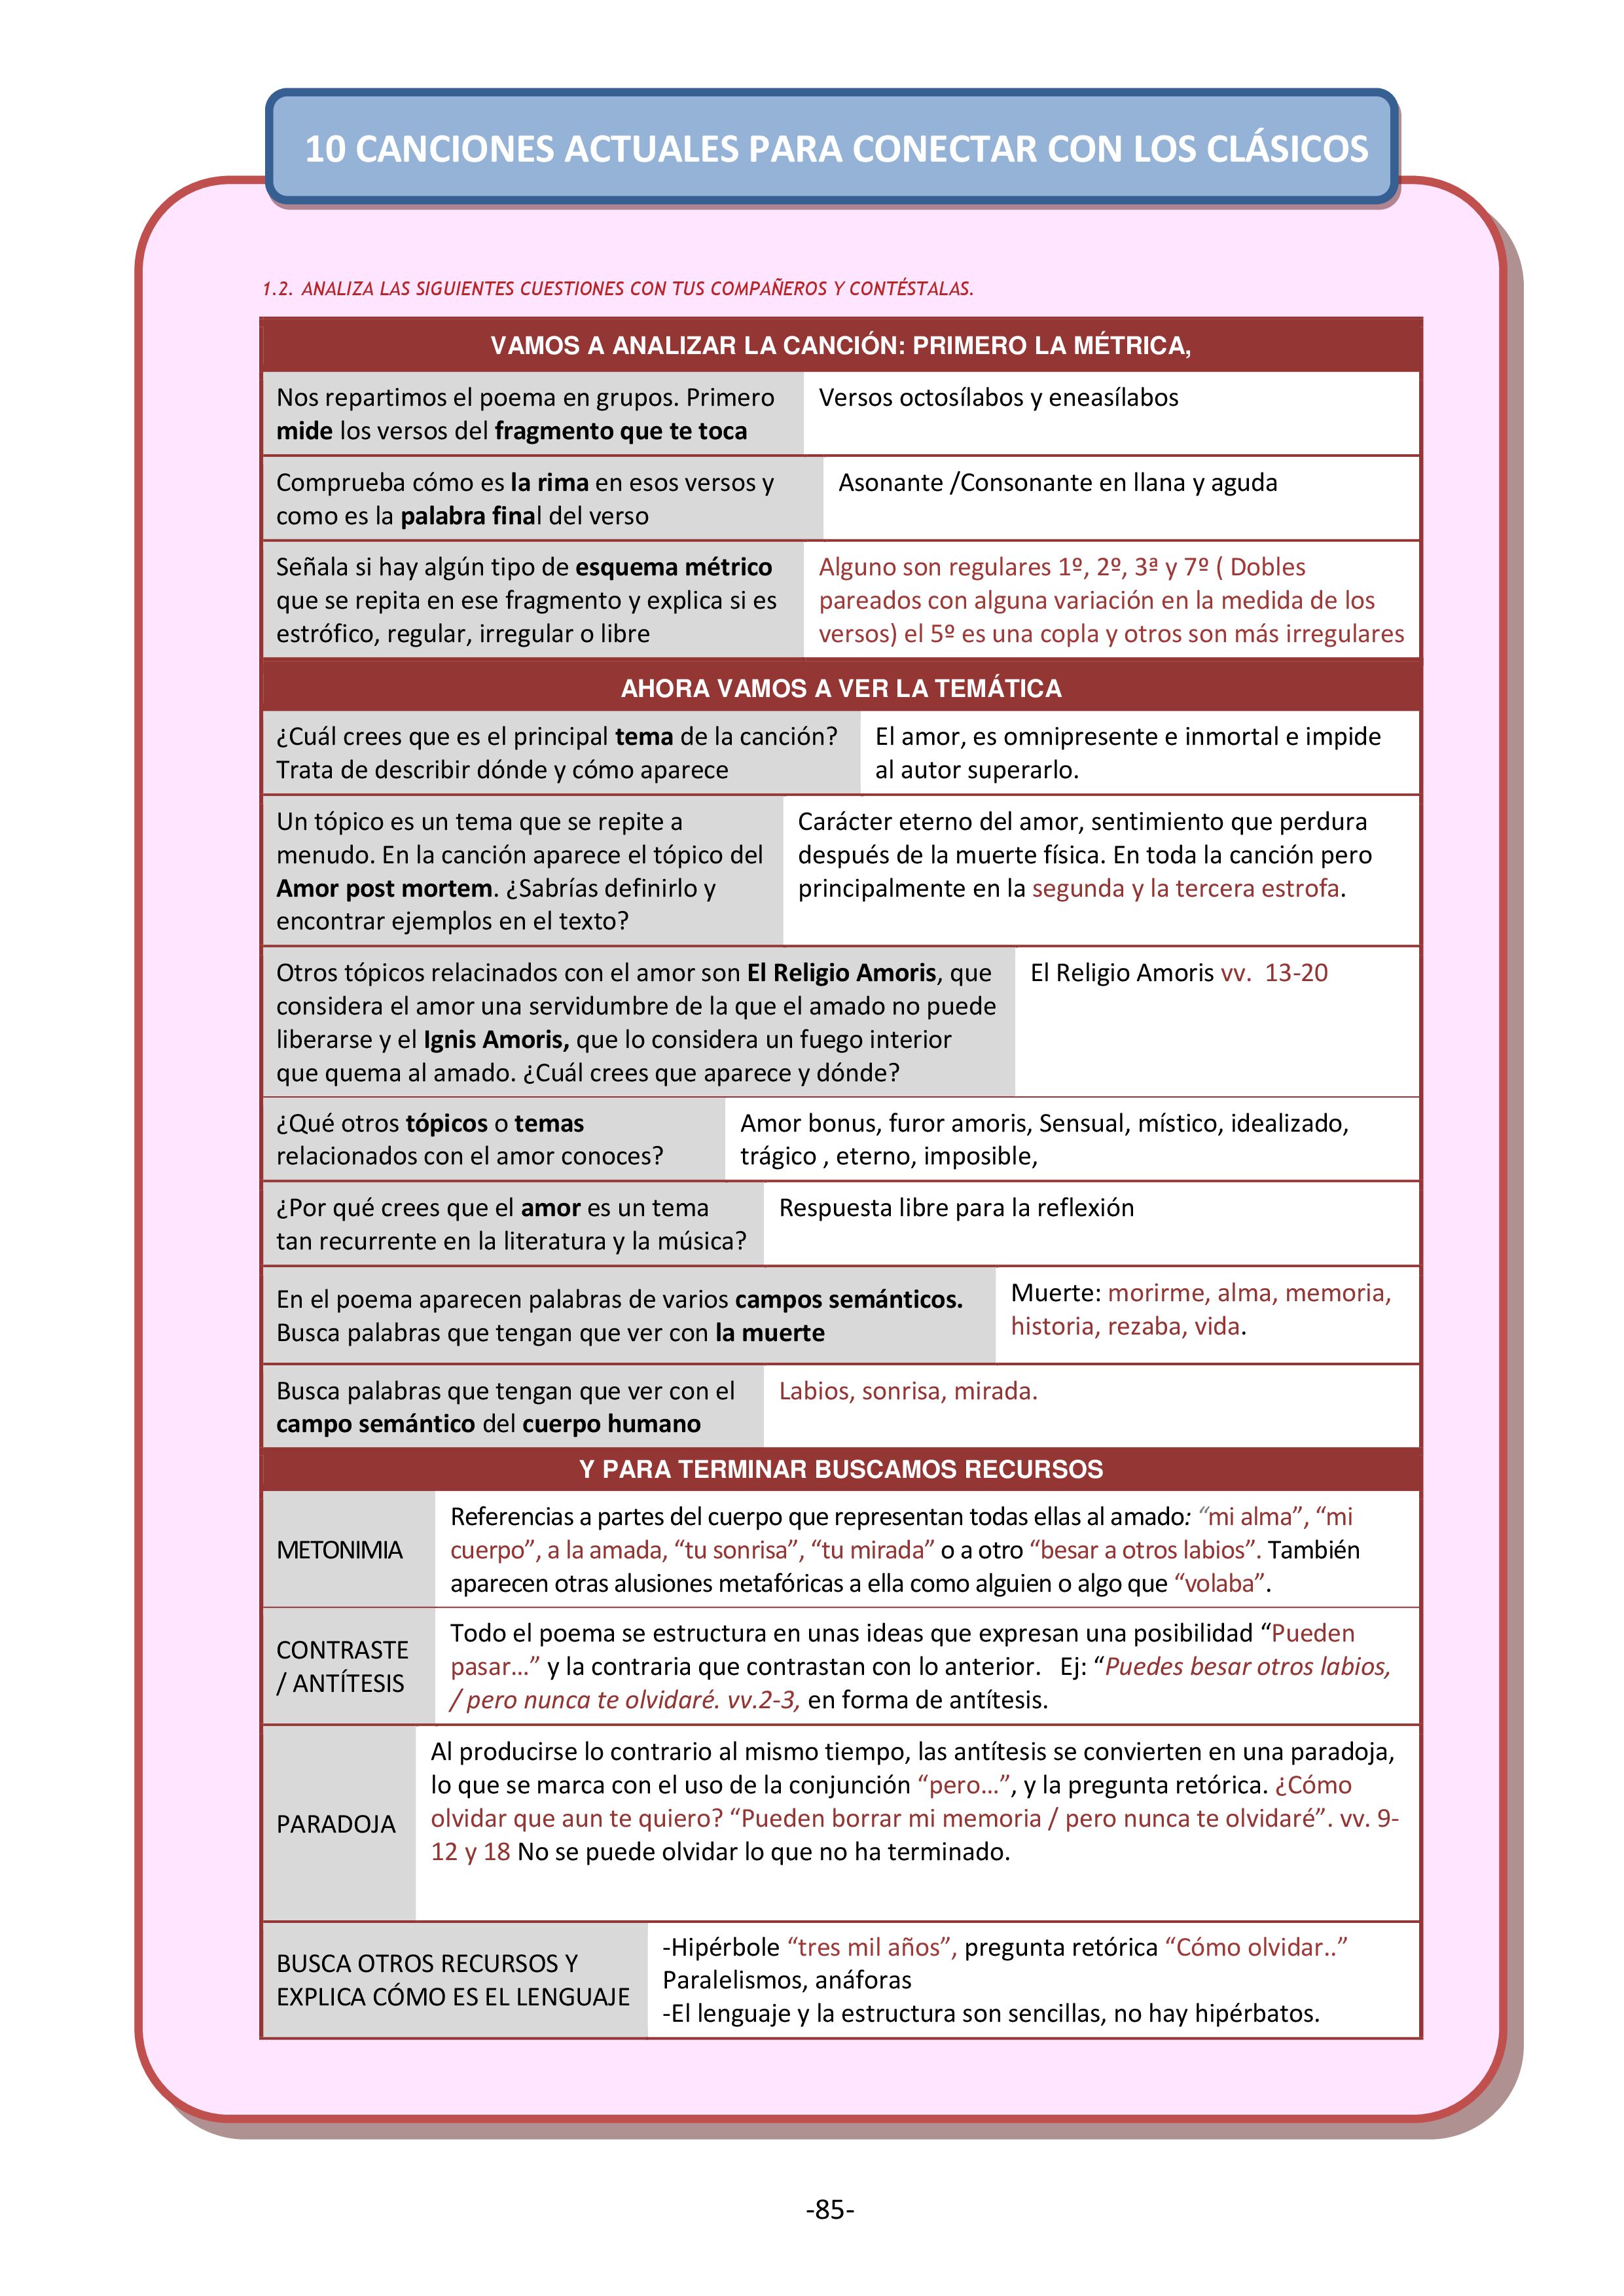 10 CANCIONES ACTUALES PARA CONECTAR CON LOS CLÁSICOS
1.2. ANALIZA LAS SIGUIENTES CUESTIONES CON TUS COMPAÑEROS Y CONTÉSTALAS.
VAMOS A ANALIZAR LA CANCIÓN: PRIMERO LA MÉTRICA,
Nos repartimos el poema en grupos. Primero
mide los versos del fragmento que te toca
Versos octosílabos y eneasílabos
Comprueba cómo es la rima en esos versos y
como es la palabra final del verso
Asonante /Consonante en llana y aguda
Señala si hay algún tipo de esquema métrico
que se repita en ese fragmento y explica si es
estrófico, regular, irregular o libre
Alguno son regulares 1º, 2º, 3ª y 7º ( Dobles
pareados con alguna variación en la medida de los
versos) el 5º es una copla y otros son más irregulares
AHORA VAMOS A VER LA TEMÁTICA
¿Cuál crees que es el principal tema de la canción?
Trata de describir dónde y cómo aparece
El amor, es omnipresente e inmortal e impide
al autor superarlo.
Un tópico es un tema que se repite a
menudo. En la canción aparece el tópico del
Amor post mortem. ¿Sabrías definirlo y
encontrar ejemplos en el texto?
Carácter eterno del amor, sentimiento que perdura
después de la muerte física. En toda la canción pero
principalmente en la segunda y la tercera estrofa.
Otros tópicos relacinados con el amor son El Religio Amoris, que
considera el amor una servidumbre de la que el amado no puede
liberarse y el Ignis Amoris, que lo considera un fuego interior
que quema al amado. ¿Cuál crees que aparece y dónde?
El Religio Amoris vv. 13-20
¿Qué otros tópicos o temas
relacionados con el amor conoces?
Amor bonus, furor amoris, Sensual, místico, idealizado,
trágico , eterno, imposible,
¿Por qué crees que el amor es un tema
tan recurrente en la literatura y la música?
Respuesta libre para la reflexión
En el poema aparecen palabras de varios campos semánticos.
Busca palabras que tengan que ver con la muerte
Muerte: morirme, alma, memoria,
historia, rezaba, vida.
Busca palabras que tengan que ver con el
campo semántico del cuerpo humano
Labios, sonrisa, mirada.
Y PARA TERMINAR BUSCAMOS RECURSOS
METONIMIA
Referencias a partes del cuerpo que representan todas ellas al amado: “mi alma”, “mi
cuerpo”, a la amada, “tu sonrisa”, “tu mirada” o a otro “besar a otros labios”. También
aparecen otras alusiones metafóricas a ella como alguien o algo que “volaba”.
CONTRASTE
/ ANTÍTESIS
Todo el poema se estructura en unas ideas que expresan una posibilidad “Pueden
pasar…” y la contraria que contrastan con lo anterior. Ej: “Puedes besar otros labios,
/ pero nunca te olvidaré. vv.2-3, en forma de antítesis.
PARADOJA
Al producirse lo contrario al mismo tiempo, las antítesis se convierten en una paradoja,
lo que se marca con el uso de la conjunción “pero…”, y la pregunta retórica. ¿Cómo
olvidar que aun te quiero? “Pueden borrar mi memoria / pero nunca te olvidaré”. vv. 9-
12 y 18 No se puede olvidar lo que no ha terminado.
BUSCA OTROS RECURSOS Y
EXPLICA CÓMO ES EL LENGUAJE
-Hipérbole “tres mil años”, pregunta retórica “Cómo olvidar..”
Paralelismos, anáforas
-El lenguaje y la estructura son sencillas, no hay hipérbatos.
-85-